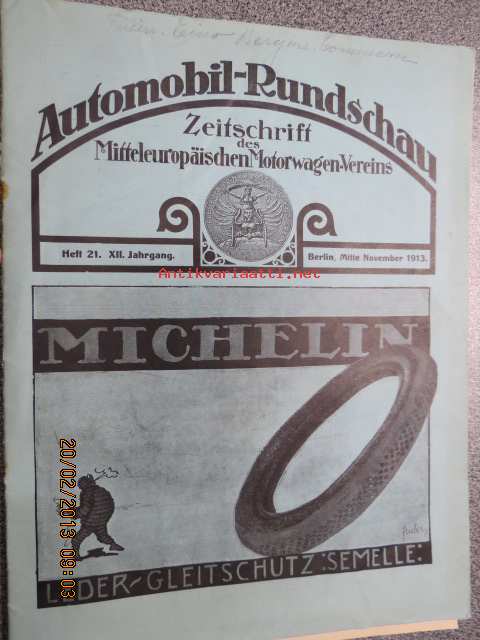 Automobil-Rundschau
Zeitschrift
des
Mitteleuropäischen Motorwagen-Vereins
Heft 21. XII. Jahrgang.
Berlin, Mitte November 1913.
Antikvariaatti.net
MICHELIN
LEDER-GLEITSCHUTZ :SEMELLE:
20/02/2013 09:03